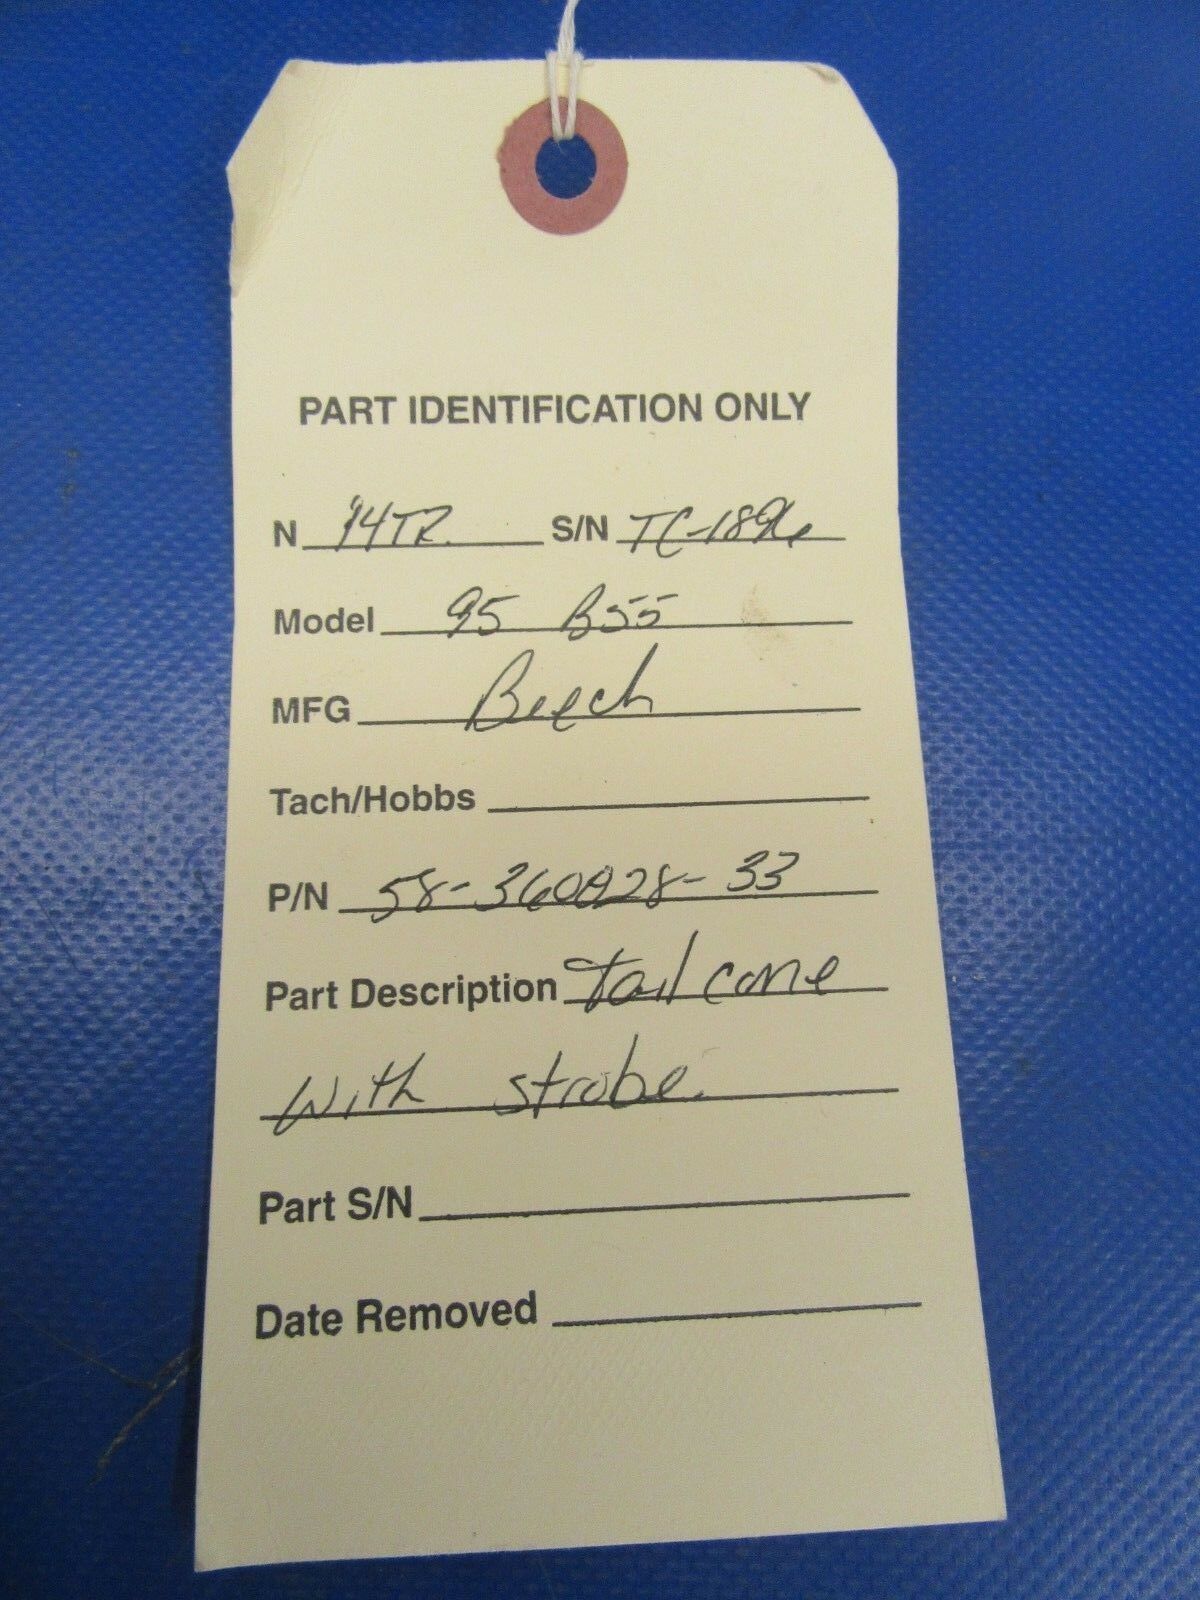 PART IDENTIFICATION ONLY
N 14TR S/N TC-1896
Model 95 B55
MFG Beech
Tach/Hobbs
P/N 58-360028-33
Part Description tail cone
with strobe.
Part S/N
Date Removed